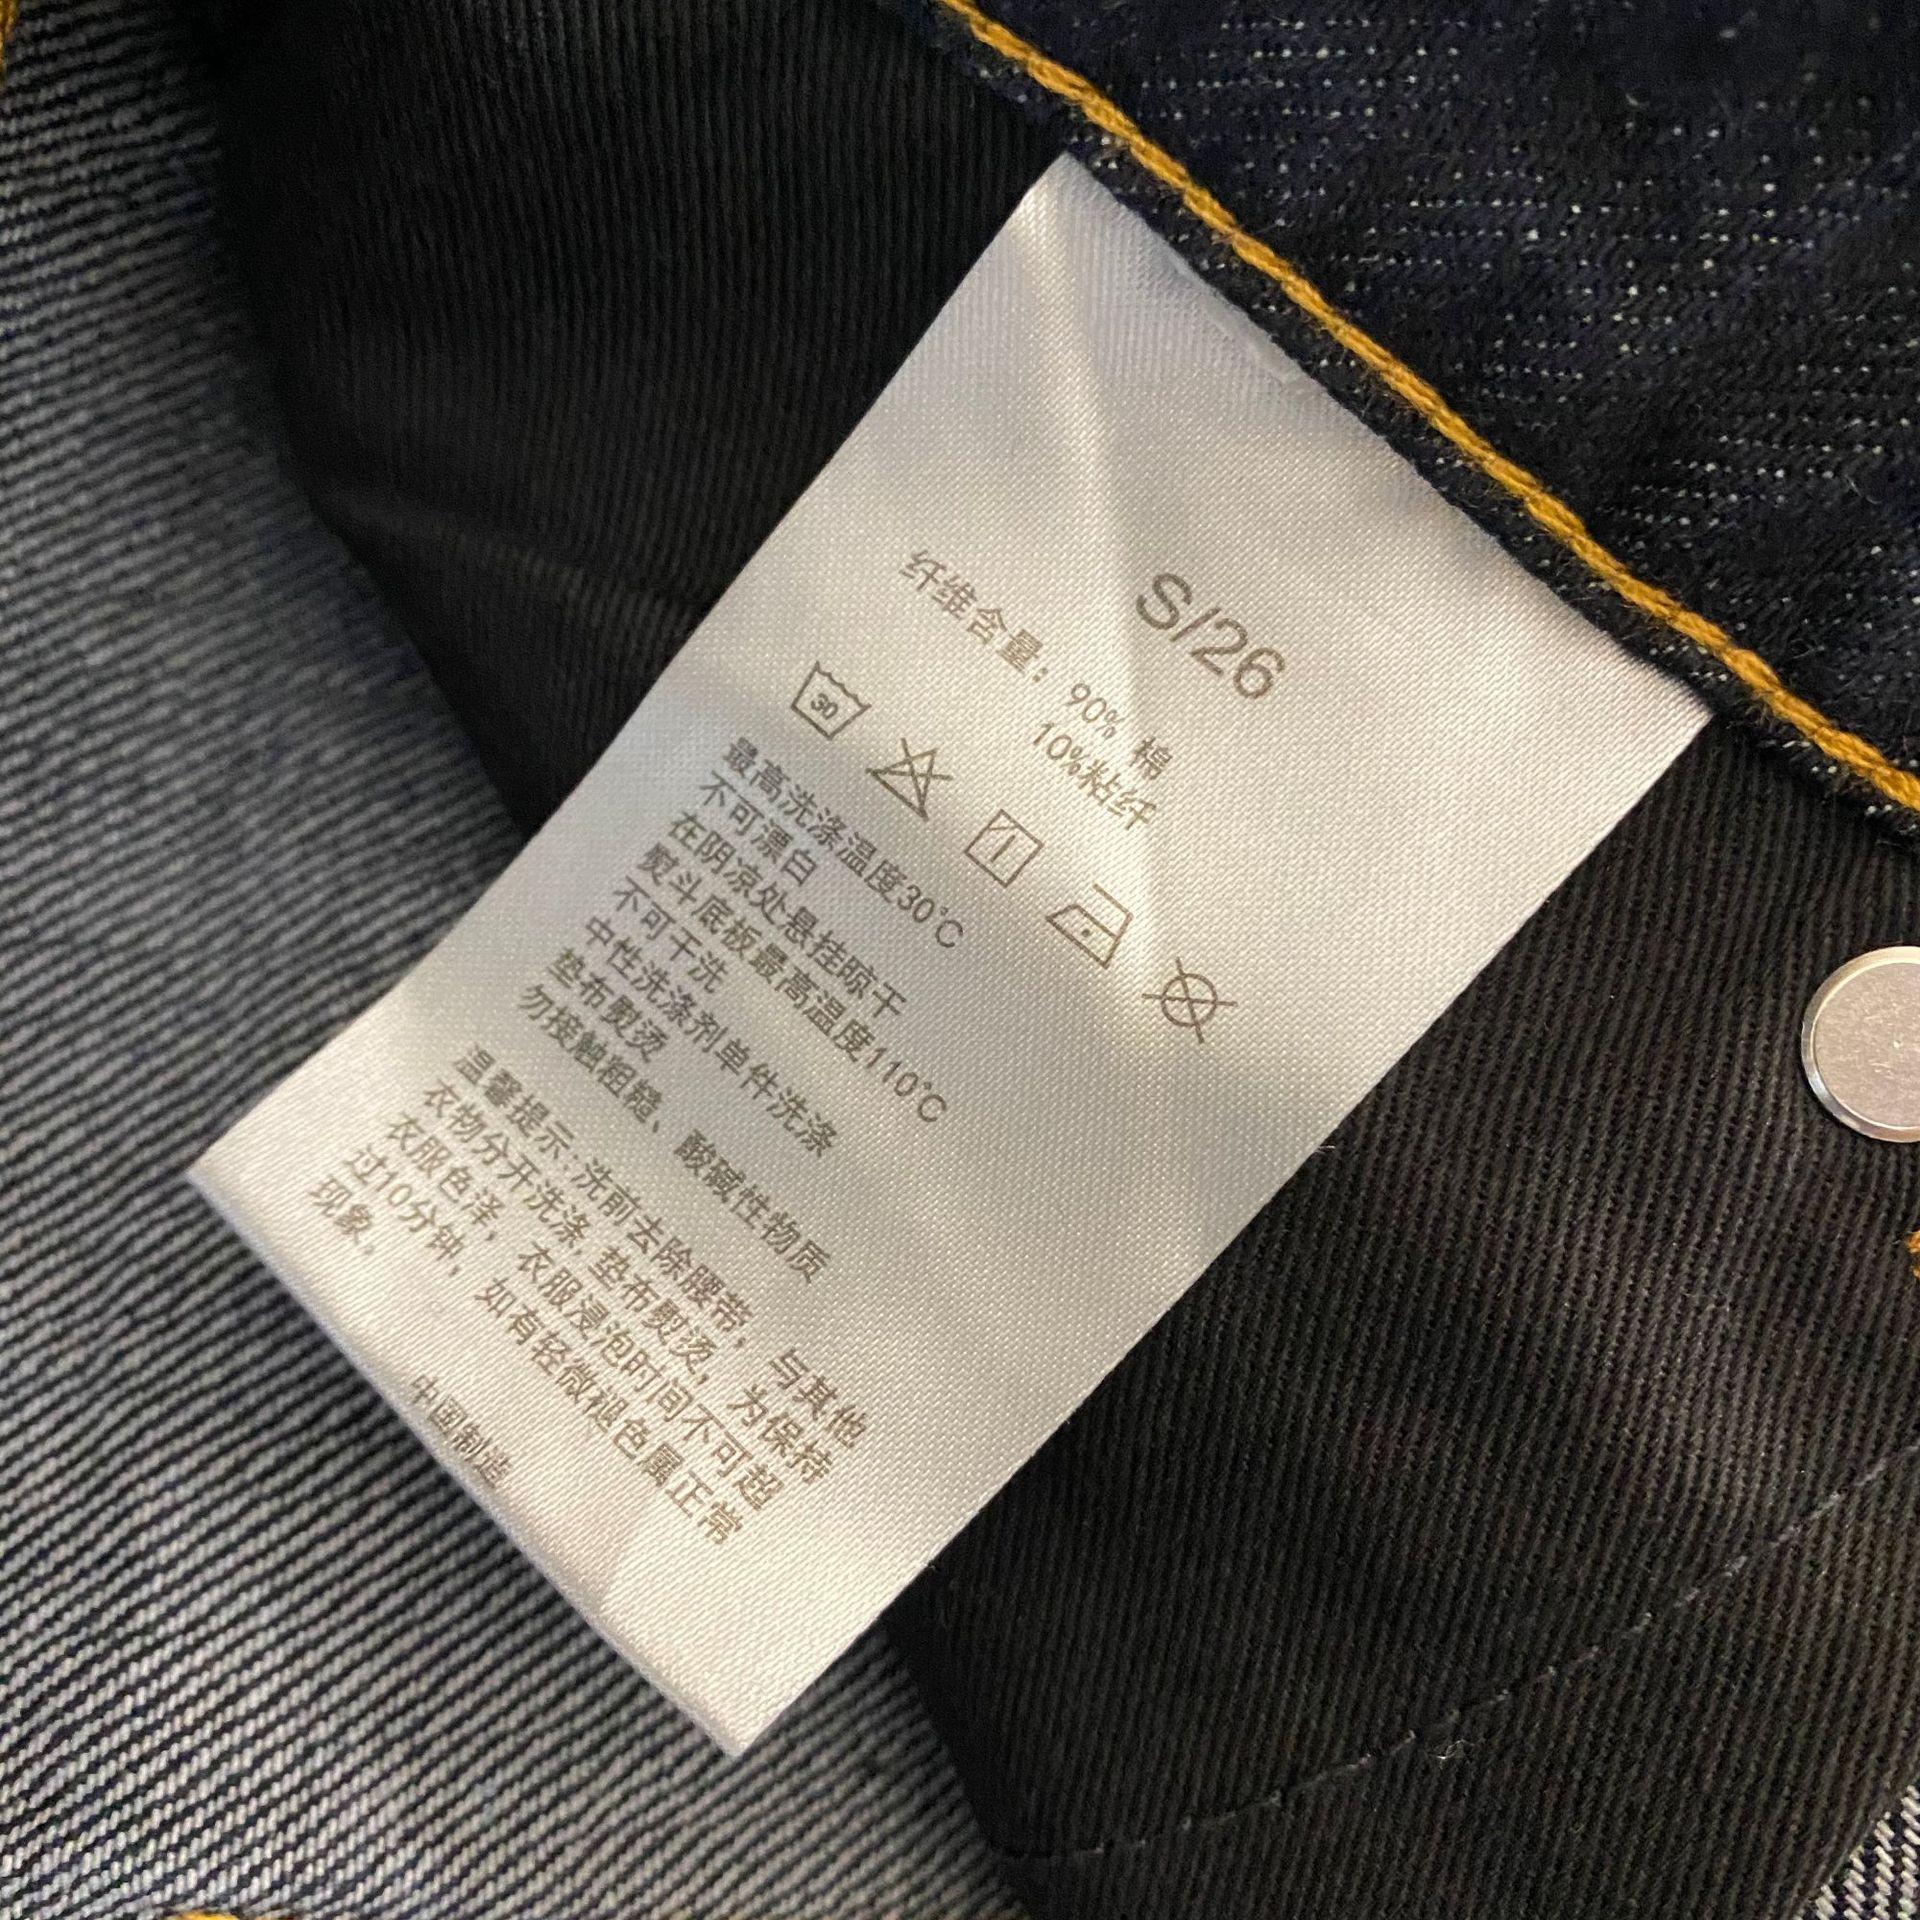 S/26
纤维含量：90% 棉
10%粘纤
30
最高洗涤温度30℃
不可漂白
在阴凉处悬挂晾干
熨斗底板最高温度110℃
不可干洗
中性洗涤剂单件洗涤
垫布熨烫
勿接触粗糙、酸碱性物质
温馨提示:洗前去除腰带，与其他
衣物分开洗涤,垫布熨烫，为保持
衣服色泽，衣服浸泡时间不可超
过10分钟，如有轻微褪色属正常
现象。
中国制造